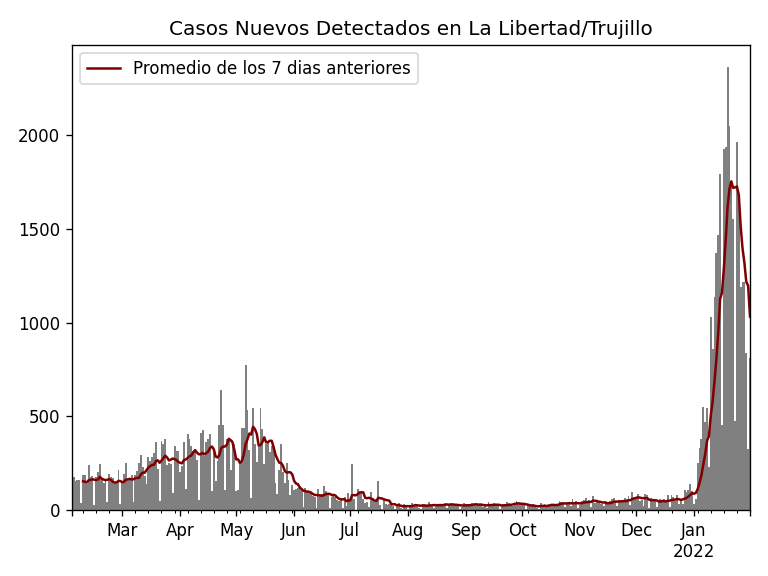 Casos Nuevos Detectados en La Libertad/Trujillo
Promedio de los 7 dias anteriores
2000
1500
1000
500
0
Mar Apr May Jun Jul Aug Sep Oct Nov Dec Jan
2022